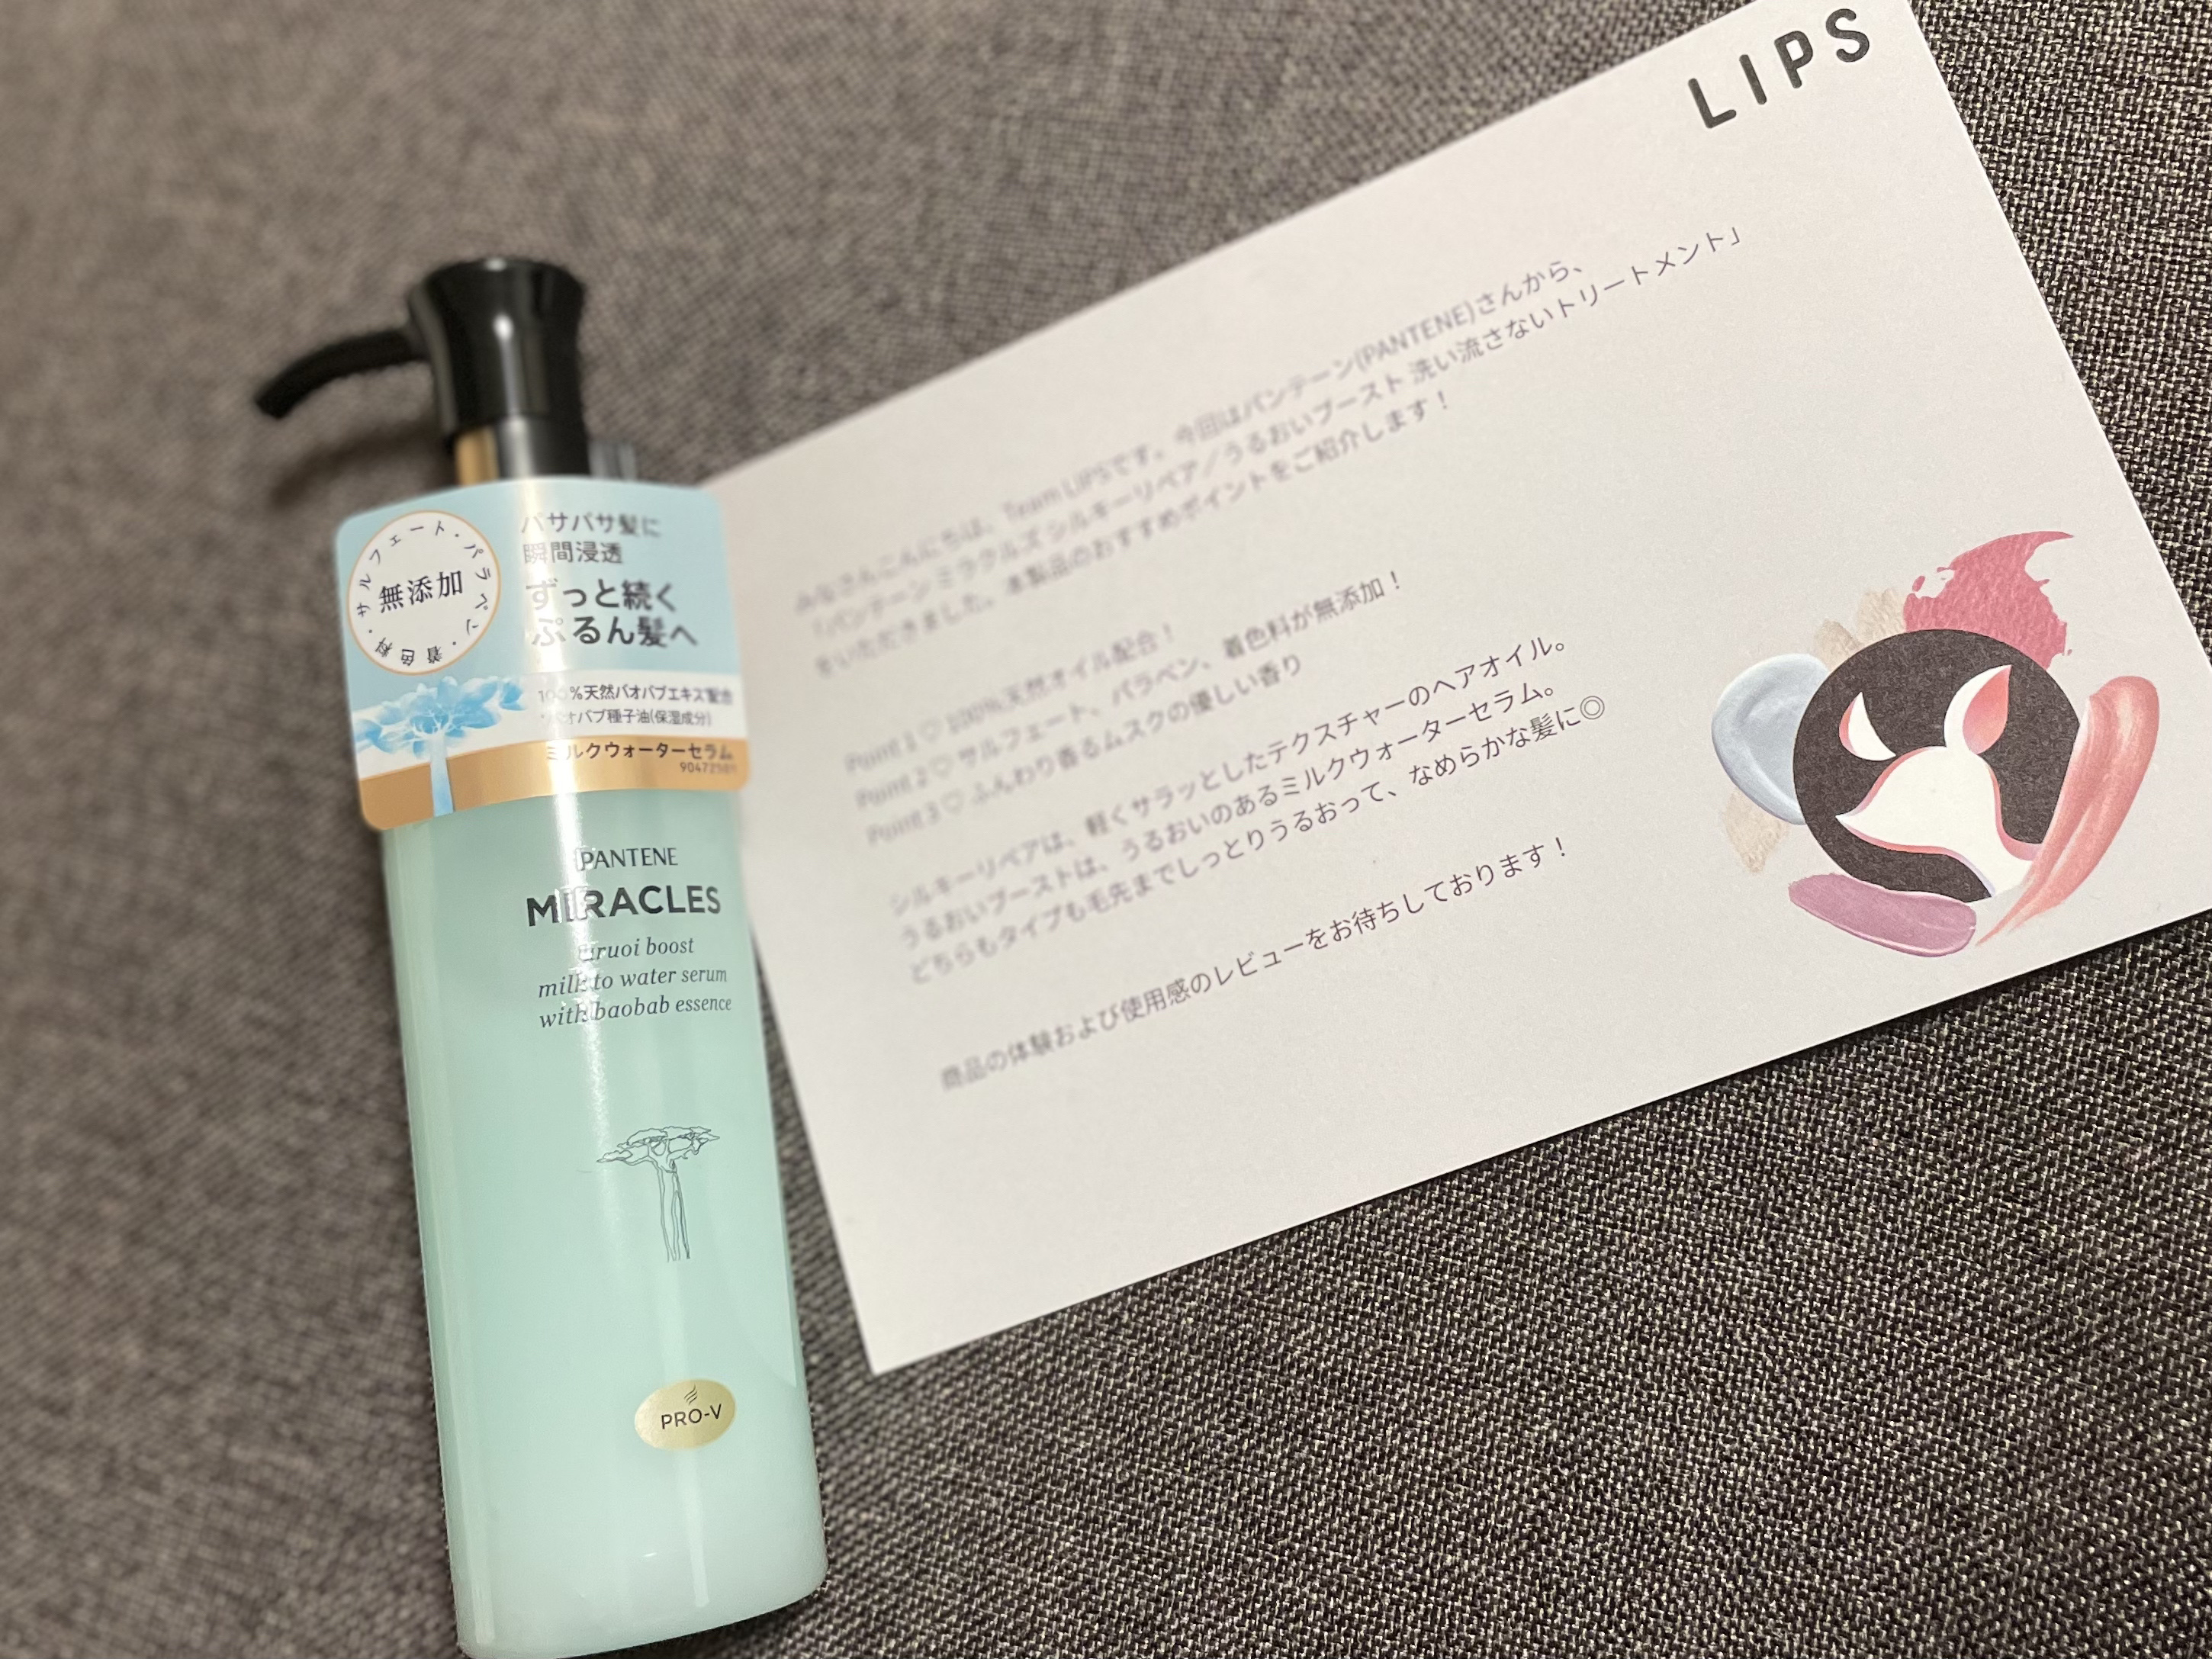 サルフェート・パラベン・着色料・
無添加
バサバサ髪に
瞬間浸透
ずっと続く
ぷるん髪へ
100%天然バオバブエキス*配合
*バオバブ種子油(保湿成分)
ミルクウォーターセラム
PANTENE
MIRACLES
uruoi boost
milk to water serum
with baobab essence
PRO-V
LIPS
みなさんこんにちは、Team LIPSです。今回はパンテーン(PANTENE)さんから、
「パンテーン ミラクルズ シルキーリペア／うるおいブースト 洗い流さないトリートメント」
をいただきました。本製品のおすすめポイントをご紹介します！
Point 1 ♡ 100%天然オイル配合！
Point 2 ♡ サルフェート、パラベン、着色料が無添加！
Point 3 ♡ ふんわり香るムスクの優しい香り
シルキーリペアは、軽くサラッとしたテクスチャーのヘアオイル。
うるおいブーストは、うるおいのあるミルクウォーターセラム。
どちらもタイプも毛先までしっとりうるおって、なめらかな髪に◎
商品の体験および使用感のレビューをお待ちしております！